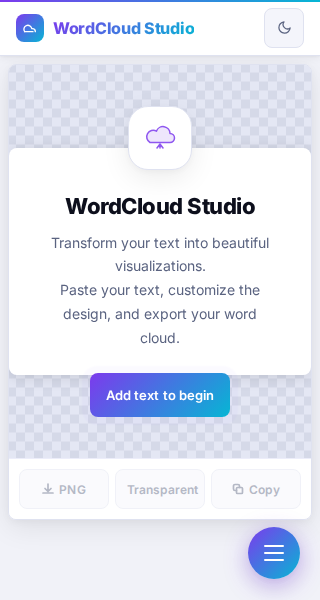 WordCloud Studio
WordCloud Studio
Transform your text into beautiful
visualizations.
Paste your text, customize the
design, and export your word
cloud.
Add text to begin
PNG
Transparent
Copy